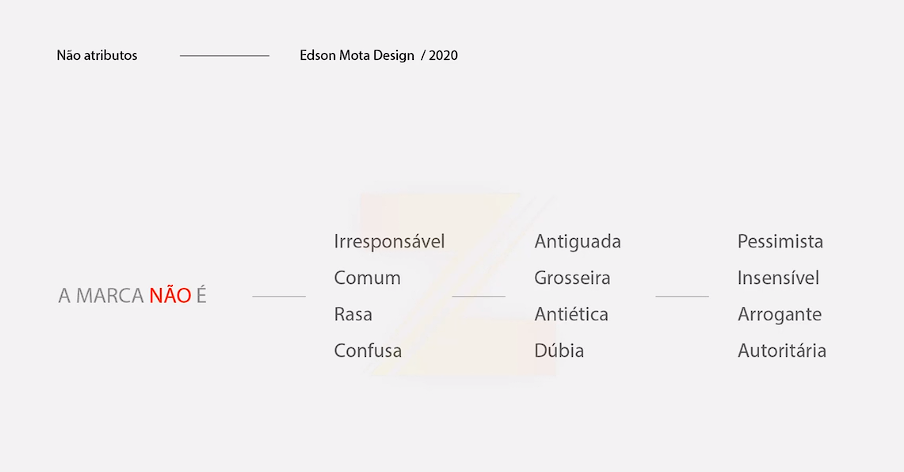 Não atributos
Edson Mota Design / 2020
A MARCA NÃO É
Irresponsável
Comum
Rasa
Confusa
Antiguada
Grosseira
Antiética
Dúbia
Pessimista
Insensível
Arrogante
Autoritária